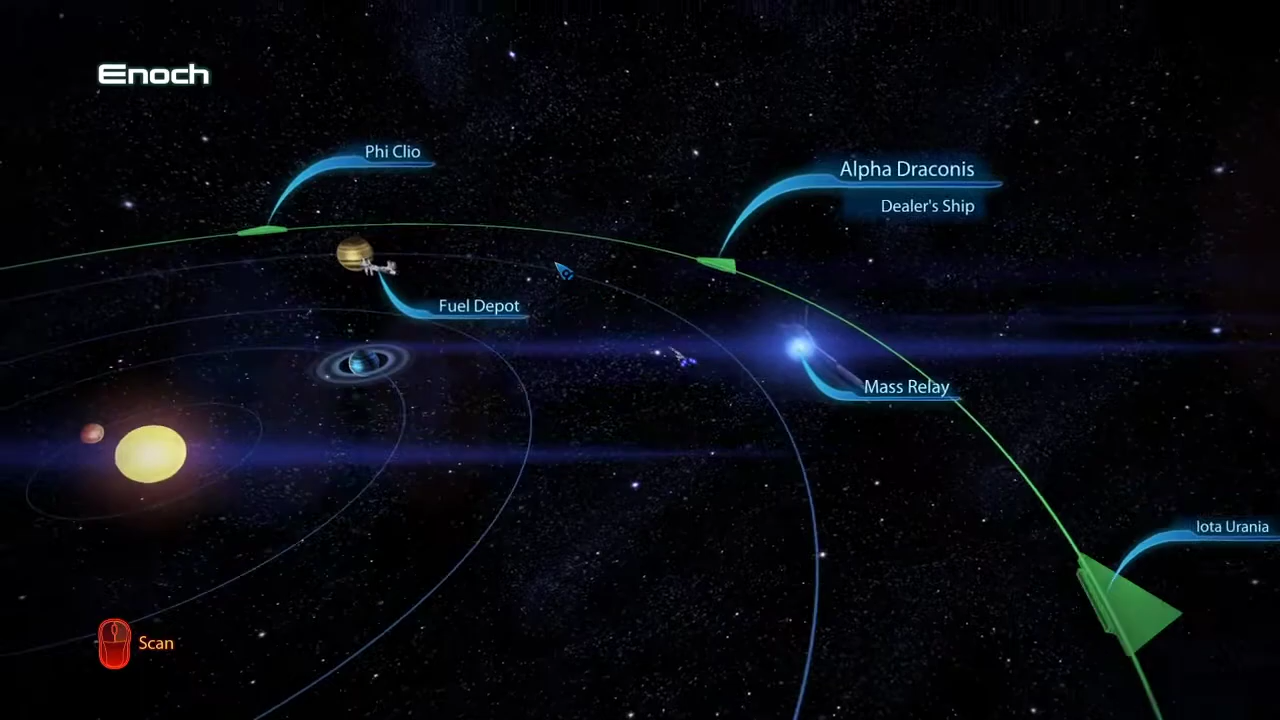 Enoch
Phi Clio
Alpha Draconis
Dealer's Ship
Fuel Depot
Mass Relay
Iota Urania
Scan